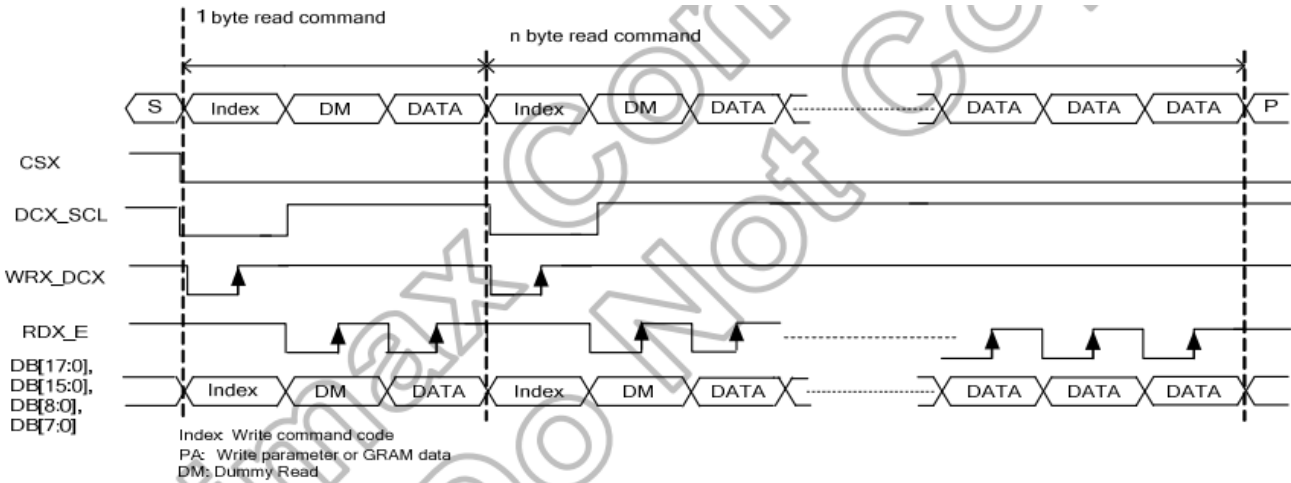 1 byte read command
n byte read command
S Index DM DATA Index DM DATA DATA DATA DATA P
CSX
DCX_SCL
WRX_DCX
RDX_E
DB[17:0],
DB[15:0],
DB[8:0],
DB[7:0]
Index DM DATA Index DM DATA DATA DATA DATA
Index Write command code
PA: Write parameter or GRAM data
DM: Dummy Read